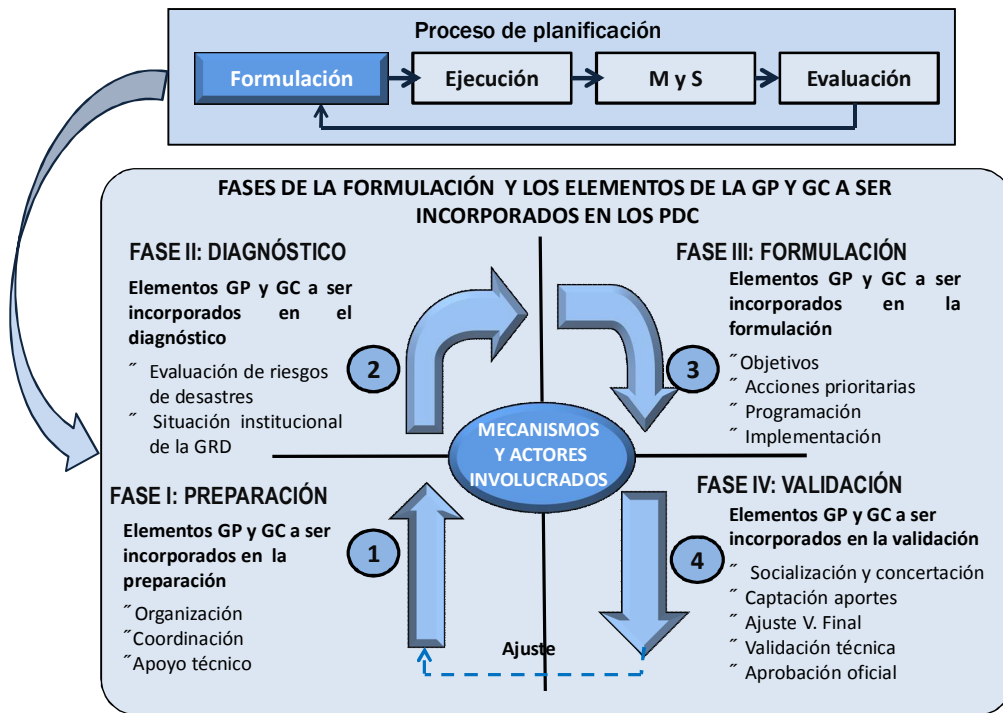 Proceso de planificación
Formulación
Ejecución
M y S
Evaluación
FASES DE LA FORMULACIÓN Y LOS ELEMENTOS DE LA GP Y GC A SER
INCORPORADOS EN LOS PDC
FASE II: DIAGNÓSTICO
Elementos GP y GC a ser
incorporados en el
diagnóstico
˝ Evaluación de riesgos
de desastres
˝ Situación institucional
de la GRD
2
FASE III: FORMULACIÓN
Elementos GP y GC a ser
incorporados en la
formulación
˝ Objetivos
˝ Acciones prioritarias
˝ Programación
˝ Implementación
3
MECANISMOS
Y ACTORES
INVOLUCRADOS
FASE I: PREPARACIÓN
Elementos GP y GC a ser
incorporados en la
preparación
˝ Organización
˝ Coordinación
˝ Apoyo técnico
1
FASE IV: VALIDACIÓN
Elementos GP y GC a ser
incorporados en la validación
˝ Socialización y concertación
˝ Captación aportes
˝ Ajuste V. Final
˝ Validación técnica
˝ Aprobación oficial
4
Ajuste